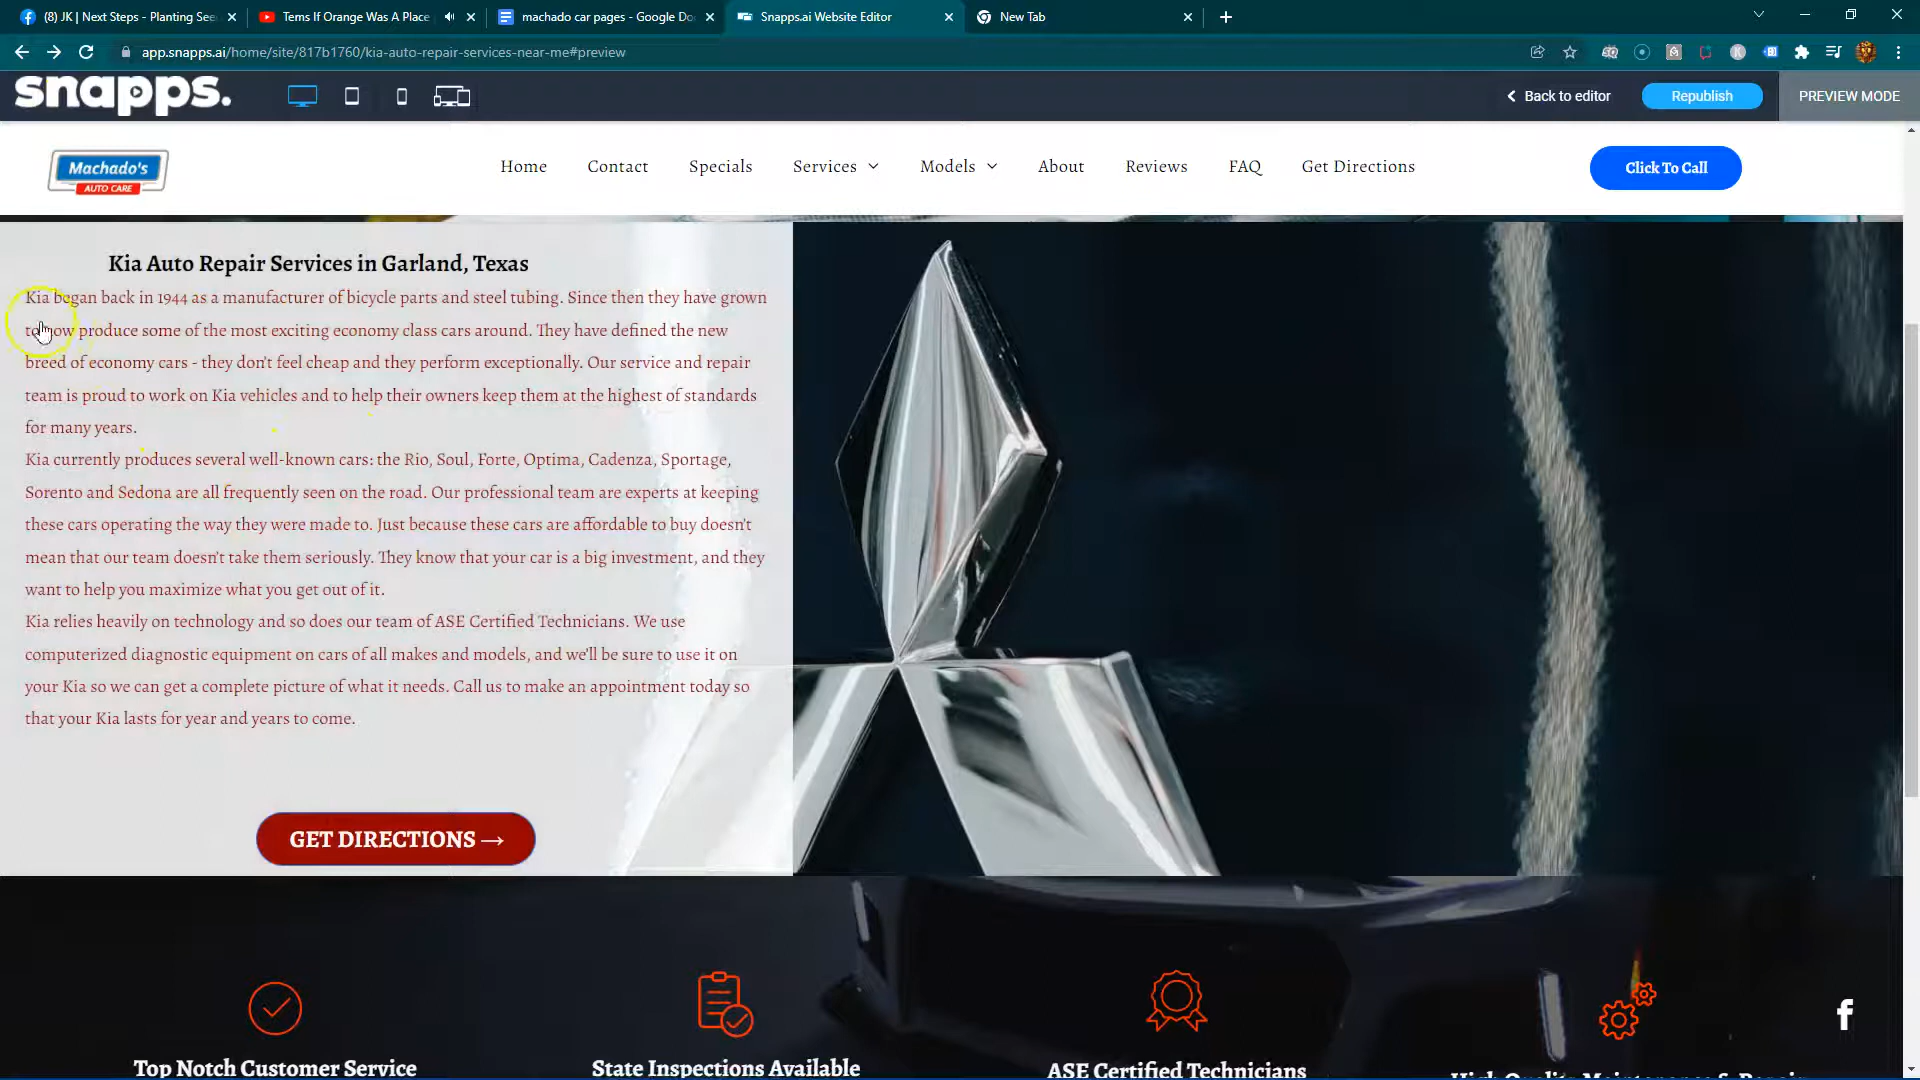 (8) JK | Next Steps - Planting See
Tems If Orange Was A Place
machado car pages - Google Do
Snapps.ai Website Editor
New Tab
app.snapps.ai/home/site/817b1760/kia-auto-repair-services-near-me#preview
snapps.
Back to editor
Republish
PREVIEW MODE
Machado's
AUTO CARE
Home
Contact
Specials
Services
Models
About
Reviews
FAQ
Get Directions
Click To Call
Kia Auto Repair Services in Garland, Texas
Kia began back in 1944 as a manufacturer of bicycle parts and steel tubing. Since then they have grown
to now produce some of the most exciting economy class cars around. They have defined the new
breed of economy cars - they don't feel cheap and they perform exceptionally. Our service and repair
team is proud to work on Kia vehicles and to help their owners keep them at the highest of standards
for many years.
Kia currently produces several well-known cars: the Rio, Soul, Forte, Optima, Cadenza, Sportage,
Sorento and Sedona are all frequently seen on the road. Our professional team are experts at keeping
these cars operating the way they were made to. Just because these cars are affordable to buy doesn't
mean that our team doesn't take them seriously. They know that your car is a big investment, and they
want to help you maximize what you get out of it.
Kia relies heavily on technology and so does our team of ASE Certified Technicians. We use
computerized diagnostic equipment on cars of all makes and models, and we'll be sure to use it on
your Kia so we can get a complete picture of what it needs. Call us to make an appointment today so
that your Kia lasts for year and years to come.
GET DIRECTIONS →
Top Notch Customer Service
State Inspections Available
ASE Certified Technicians
High Quality Maintenance & Repair